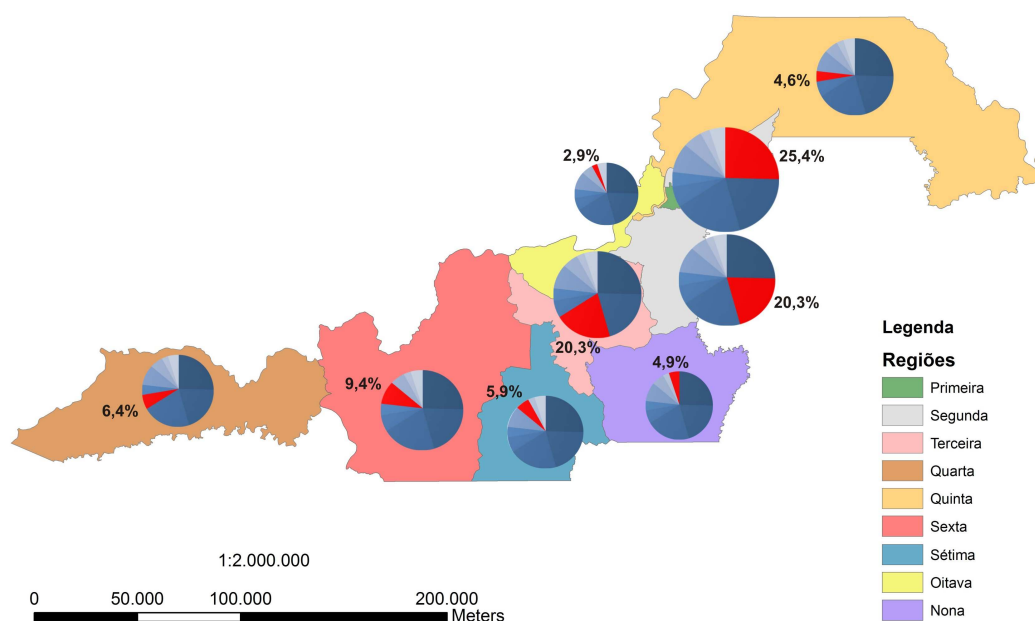 4,6%
2,9%
25,4%
20,3%
20,3%
4,9%
9,4%
5,9%
6,4%
Legenda
Regiões
Primeira
Segunda
Terceira
Quarta
Quinta
Sexta
Sétima
Oitava
Nona
1:2.000.000
0 50.000 100.000 200.000
Meters